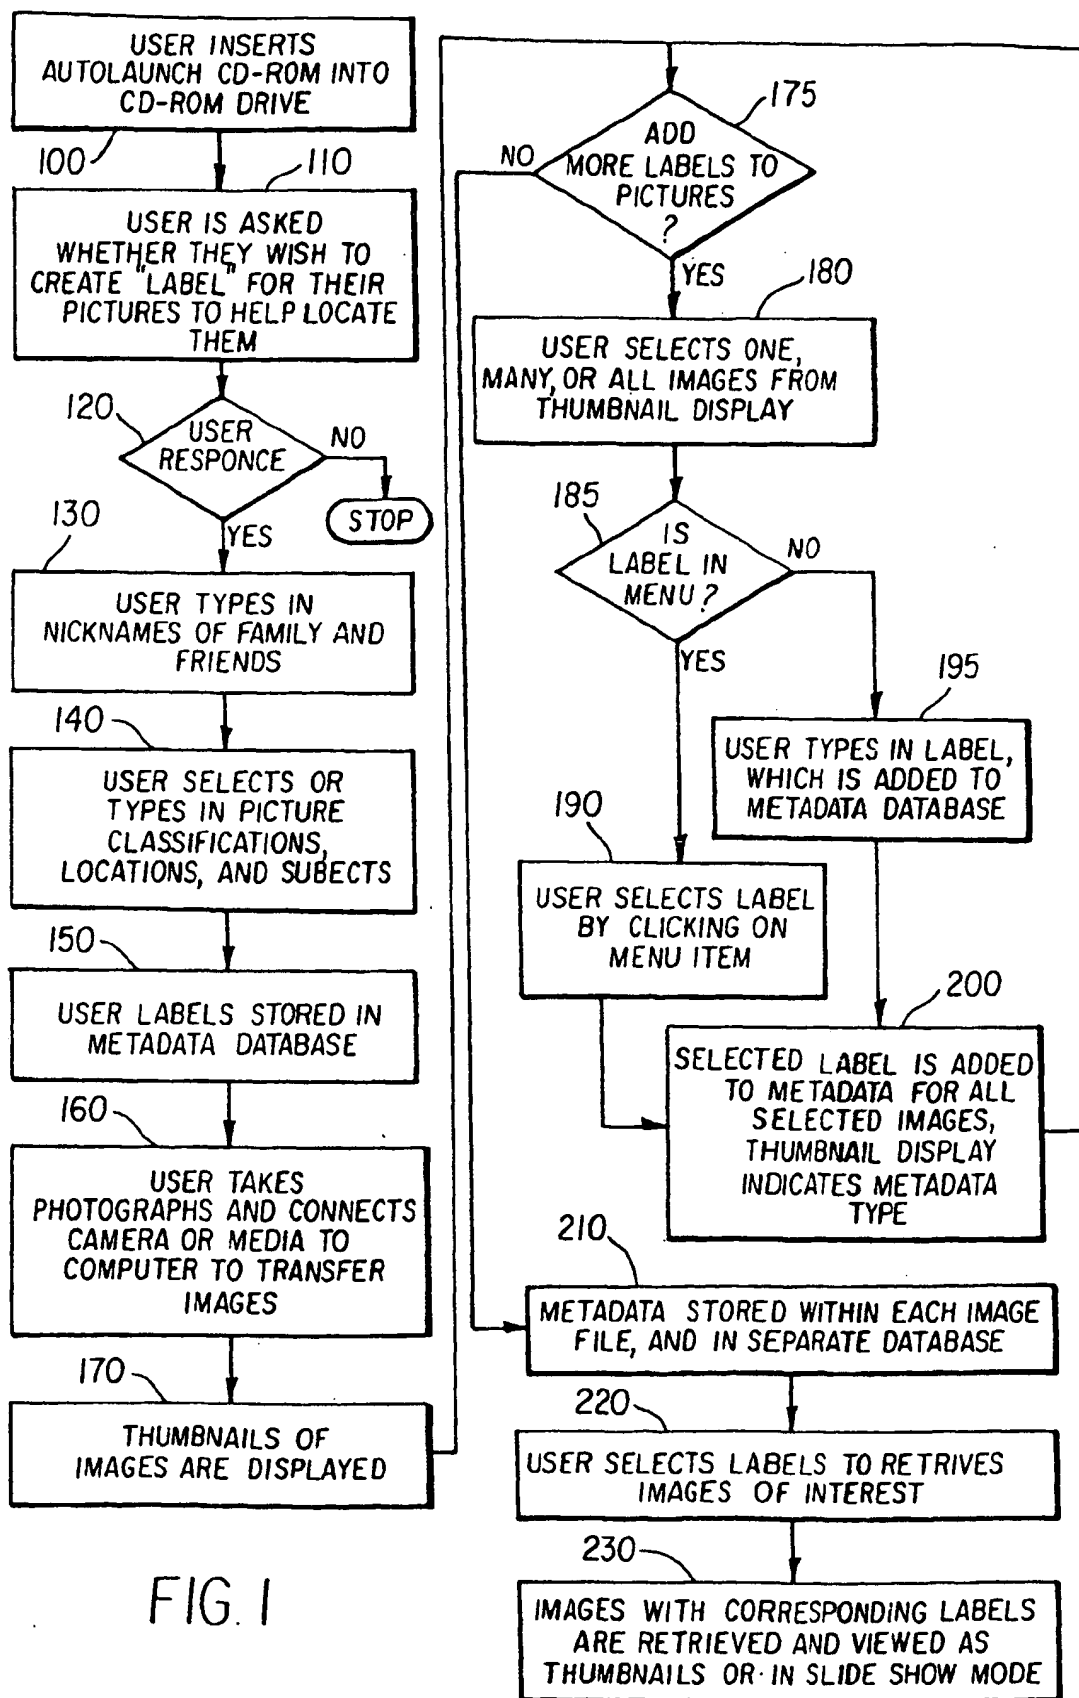 USER INSERTS
AUTOLAUNCH CD-ROM INTO
CD-ROM DRIVE
100
110
USER IS ASKED
WHETHER THEY WISH TO
CREATE "LABEL" FOR THEIR
PICTURES TO HELP LOCATE
THEM
120
USER
RESPONCE
NO
STOP
YES
130
USER TYPES IN
NICKNAMES OF FAMILY AND
FRIENDS
140
USER SELECTS OR
TYPES IN PICTURE
CLASSIFICATIONS,
LOCATIONS, AND SUBECTS
150
USER LABELS STORED IN
METADATA DATABASE
160
USER TAKES
PHOTOGRAPHS AND CONNECTS
CAMERA OR MEDIA TO
COMPUTER TO TRANSFER
IMAGES
170
THUMBNAILS OF
IMAGES ARE DISPLAYED
175
ADD
MORE LABELS TO
PICTURES
?
NO
YES
180
USER SELECTS ONE,
MANY, OR ALL IMAGES FROM
THUMBNAIL DISPLAY
185
IS
LABEL IN
MENU?
NO
YES
195
USER TYPES IN LABEL,
WHICH IS ADDED TO
METADATA DATABASE
190
USER SELECTS LABEL
BY CLICKING ON
MENU ITEM
200
SELECTED LABEL IS ADDED
TO METADATA FOR ALL
SELECTED IMAGES,
THUMBNAIL DISPLAY
INDICATES METADATA
TYPE
210
METADATA STORED WITHIN EACH IMAGE
FILE, AND IN SEPARATE DATABASE
220
USER SELECTS LABELS TO RETRIVES
IMAGES OF INTEREST
230
IMAGES WITH CORRESPONDING LABELS
ARE RETRIEVED AND VIEWED AS
THUMBNAILS OR IN SLIDE SHOW MODE
FIG. 1